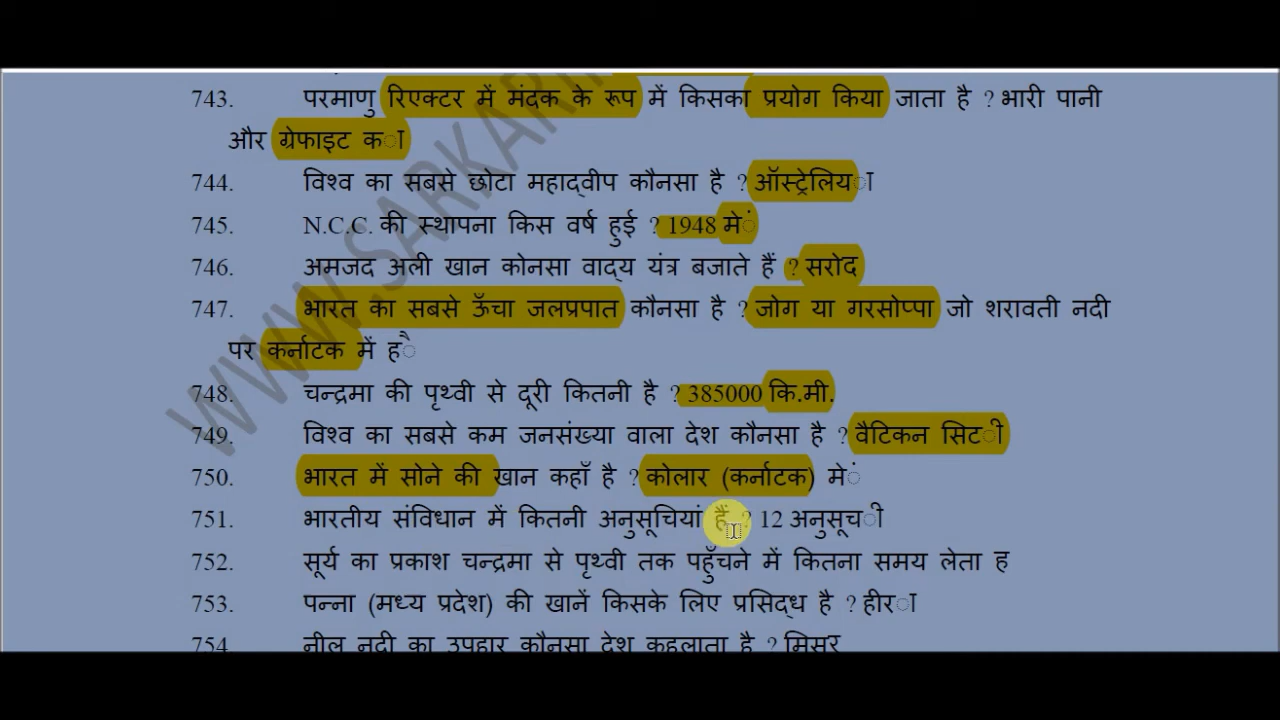 743. परमाणु रिएक्टर में मंदक के रूप में किसका प्रयोग किया जाता है ? भारी पानी
और ग्रेफाइट का
744. विश्व का सबसे छोटा महाद्वीप कौनसा है ? ऑस्ट्रेलिया
745. N.C.C. की स्थापना किस वर्ष हुई ? 1948 में
746. अमजद अली खान कोनसा वाद्य यंत्र बजाते हैं ? सरोद
747. भारत का सबसे ऊँचा जलप्रपात कौनसा है ? जोग या गरसोप्पा जो शरावती नदी
पर कर्नाटक में है
748. चन्द्रमा की पृथ्वी से दूरी कितनी है ? 385000 कि.मी.
749. विश्व का सबसे कम जनसंख्या वाला देश कौनसा है ? वैटिकन सिटी
750. भारत में सोने की खान कहाँ है ? कोलार (कर्नाटक) में
751. भारतीय संविधान में कितनी अनुसूचियां हैं ? 12 अनुसूची
752. सूर्य का प्रकाश चन्द्रमा से पृथ्वी तक पहुँचने में कितना समय लेता ह
753. पन्ना (मध्य प्रदेश) की खानें किसके लिए प्रसिद्ध है ? हीरा
754. नील नदी का उपहार कौनसा देश कहलाता है ? मिसर
WWW.SARKARI